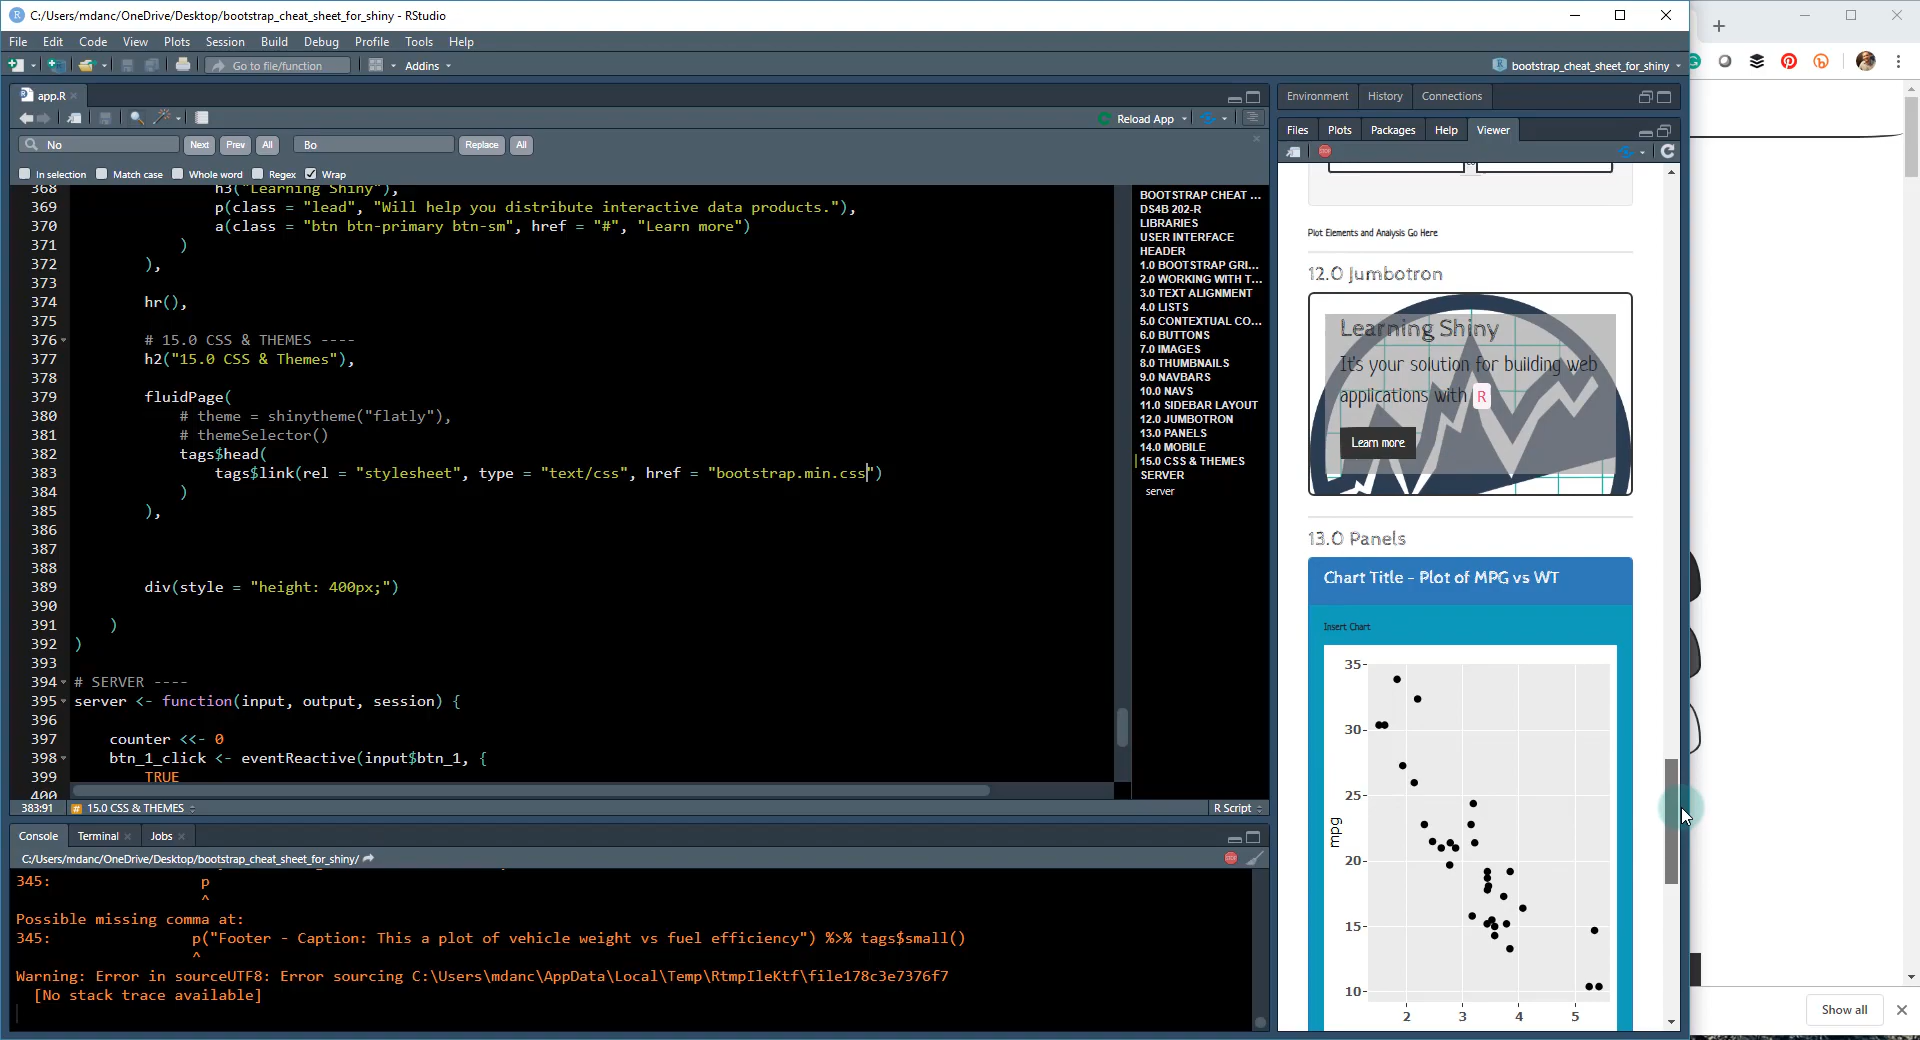 C:/Users/mdanc/OneDrive/Desktop/bootstrap_cheat_sheet_for_shiny - RStudio
File Edit Code View Plots Session Build Debug Profile Tools Help
Go to file/function Addins bootstrap_cheat_sheet_for_shiny
app.R
Reload App
No Next Prev All Bo Replace All
In selection Match case Whole word Regex Wrap
368 h3("Learning Shiny"),
369 p(class = "lead", "Will help you distribute interactive data products."),
370 a(class = "btn btn-primary btn-sm", href = "#", "Learn more")
371 )
372 ),
373
374 hr(),
375
376 # 15.0 CSS & THEMES ----
377 h2("15.0 CSS & Themes"),
378
379 fluidPage(
380 # theme = shinytheme("flatly"),
381 # themeSelector()
382 tags$head(
383 tags$link(rel = "stylesheet", type = "text/css", href = "bootstrap.min.css")
384 )
385 ),
386
387
388
389 div(style = "height: 400px;")
390
391 )
392 )
393
394 # SERVER ----
395 server <- function(input, output, session) {
396
397 counter <<- 0
398 btn_1_click <- eventReactive(input$btn_1, {
399 TRUE
400
383:91 15.0 CSS & THEMES R Script
BOOTSTRAP CHEAT ...
DS4B 202-R
LIBRARIES
USER INTERFACE
HEADER
1.0 BOOTSTRAP GRI...
2.0 WORKING WITH T...
3.0 TEXT ALIGNMENT
4.0 LISTS
5.0 CONTEXTUAL CO...
6.0 BUTTONS
7.0 IMAGES
8.0 THUMBNAILS
9.0 NAVBARS
10.0 NAVS
11.0 SIDEBAR LAYOUT
12.0 JUMBOTRON
13.0 PANELS
14.0 MOBILE
15.0 CSS & THEMES
SERVER
server
Console Terminal Jobs
C:/Users/mdanc/OneDrive/Desktop/bootstrap_cheat_sheet_for_shiny/
345: p
^
Possible missing comma at:
345: p("Footer - Caption: This a plot of vehicle weight vs fuel efficiency") %>% tags$small()
^
Warning: Error in sourceUTF8: Error sourcing C:\Users\mdanc\AppData\Local\Temp\RtmpIleKtf\file178c3e7376f7
[No stack trace available]
Environment History Connections
Files Plots Packages Help Viewer
Plot Elements and Analysis Go Here
12.0 Jumbotron
Learning Shiny
It's your solution for building web
applications with R
Learn more
13.0 Panels
Chart Title - Plot of MPG vs WT
Insert Chart
35
30
25
20
15
10
mpg
2 3 4 5
Show all